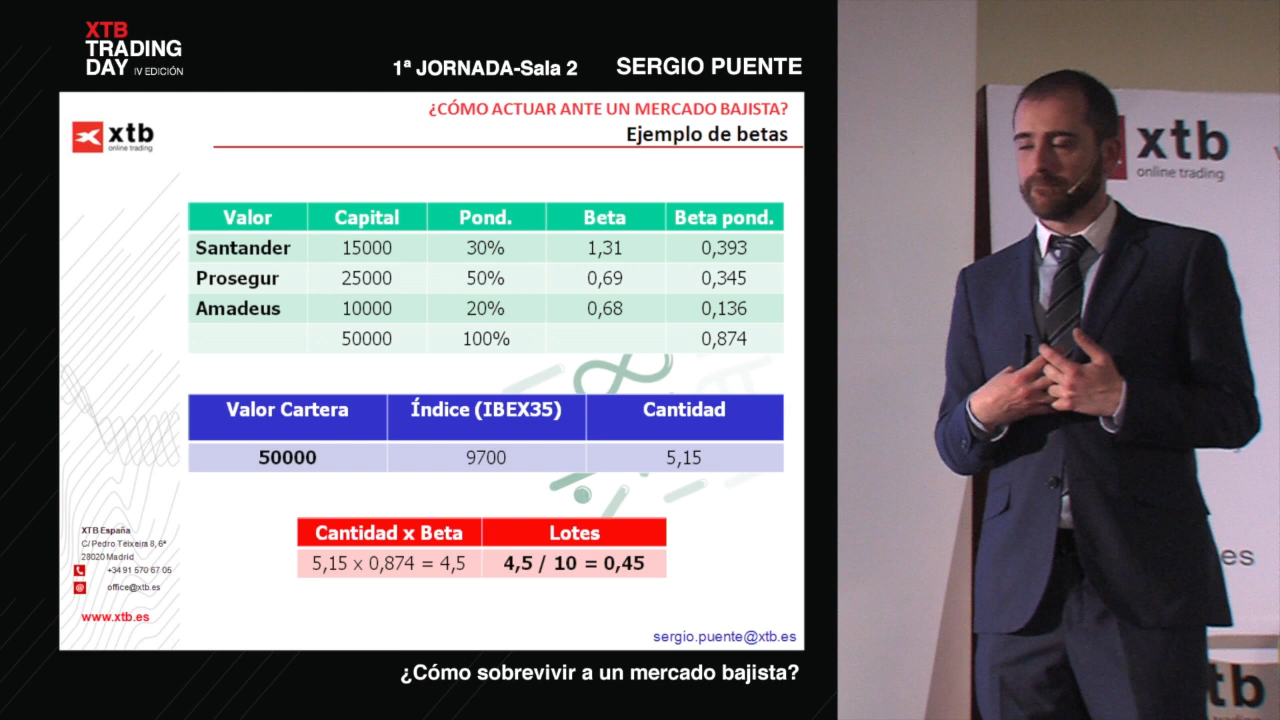 XTB
TRADING
DAY IV EDICIÓN
1ª JORNADA-Sala 2 SERGIO PUENTE
¿CÓMO ACTUAR ANTE UN MERCADO BAJISTA?
Ejemplo de betas
xtb
online trading
Valor Capital Pond. Beta Beta pond.
Santander 15000 30% 1,31 0,393
Prosegur 25000 50% 0,69 0,345
Amadeus 10000 20% 0,68 0,136
50000 100% 0,874
Valor Cartera Índice (IBEX35) Cantidad
50000 9700 5,15
Cantidad x Beta Lotes
5,15 x 0,874 = 4,5 4,5 / 10 = 0,45
XTB España
C/ Pedro Teixeira 8, 6ª
28020 Madrid
+34 91 570 67 05
office@xtb.es
www.xtb.es
sergio.puente@xtb.es
¿Cómo sobrevivir a un mercado bajista?
xtb
online trading
es
tb